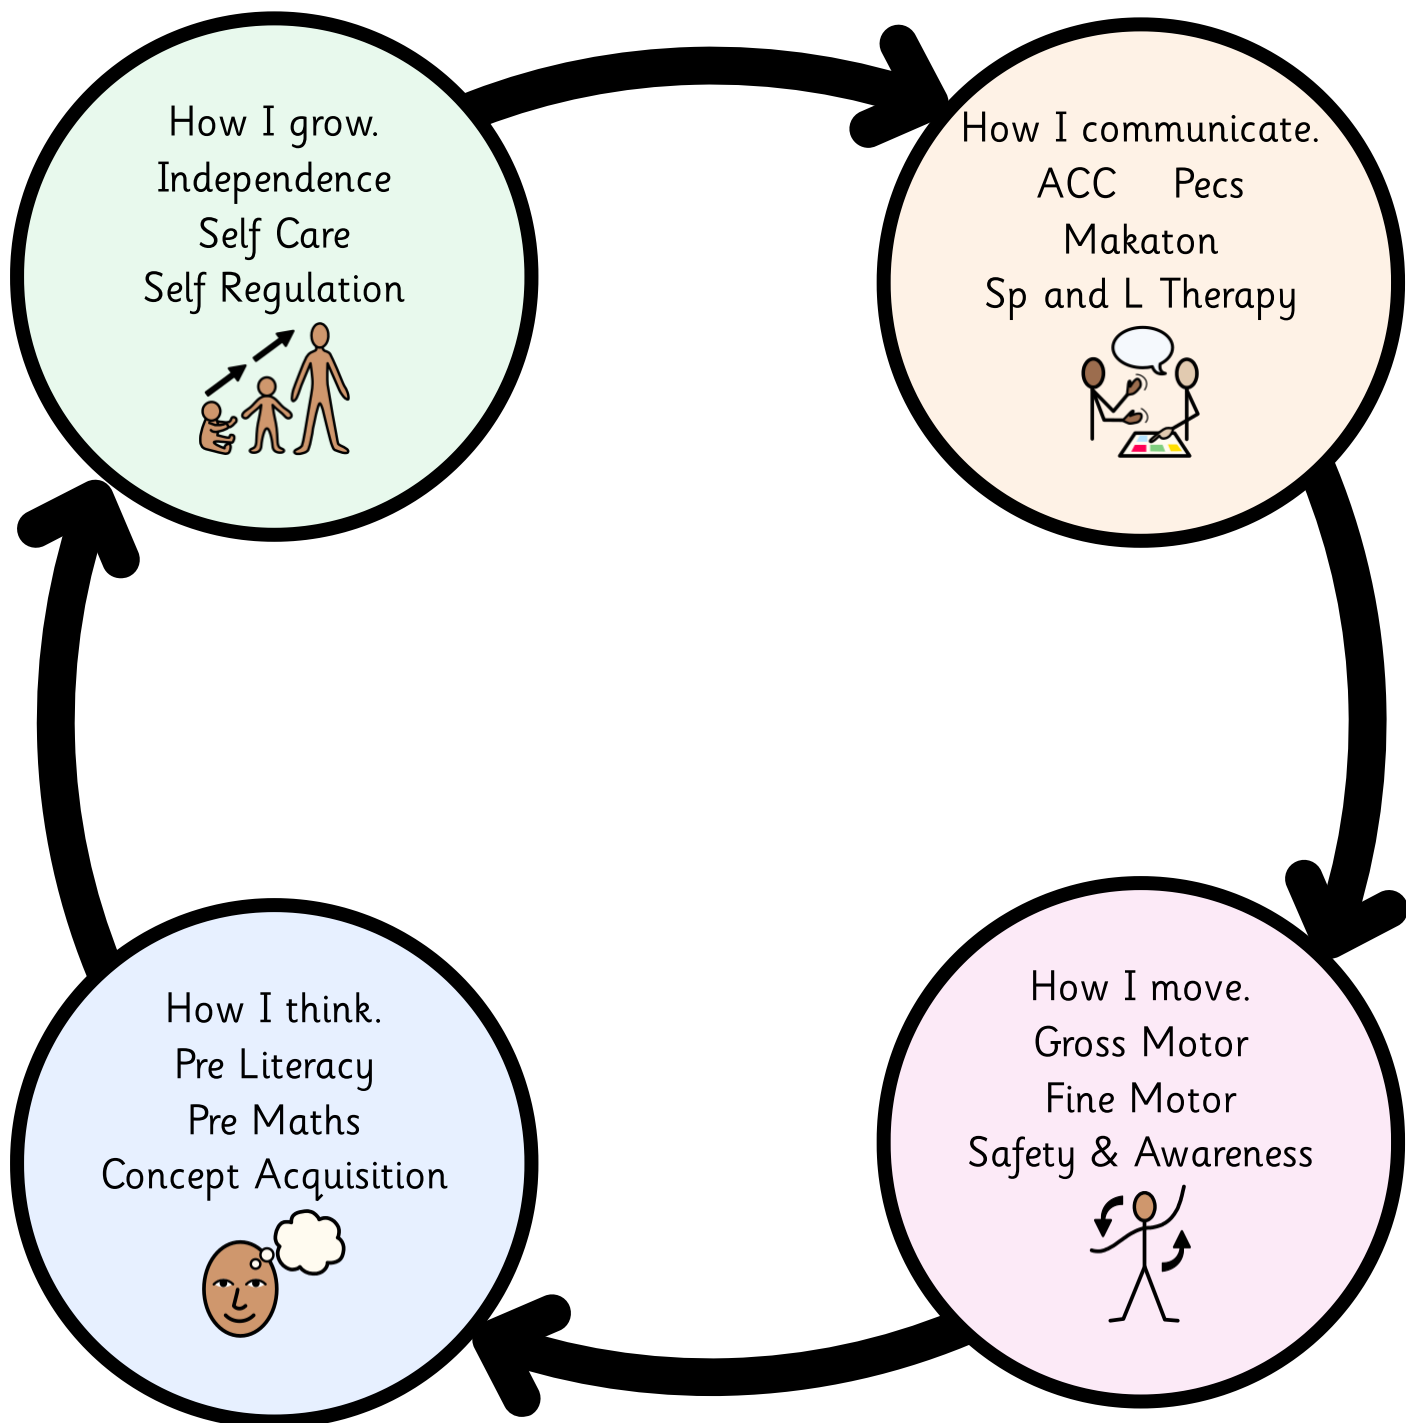 How I grow.
Independence
Self Care
Self Regulation
How I communicate.
ACC Pecs
Makaton
Sp and L Therapy
How I move.
Gross Motor
Fine Motor
Safety & Awareness
How I think.
Pre Literacy
Pre Maths
Concept Acquisition